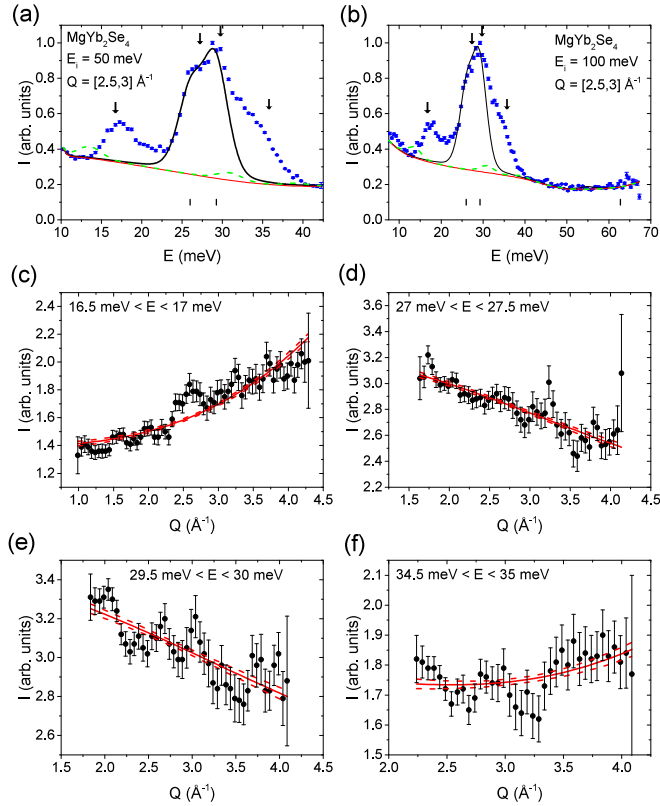 (a)
MgYb2Se4
Ei = 50 meV
Q = [2.5,3] Å-1
I (arb. units)
1.0
0.8
0.6
0.4
0.2
0.0
10 15 20 25 30 35 40
E (meV)
(b)
MgYb2Se4
Ei = 100 meV
Q = [2.5,3] Å-1
I (arb. units)
1.0
0.8
0.6
0.4
0.2
0.0
10 20 30 40 50 60 70
E (meV)
(c)
16.5 meV < E < 17 meV
I (arb. units)
2.4
2.2
2.0
1.8
1.6
1.4
1.2
1.0 1.5 2.0 2.5 3.0 3.5 4.0 4.5
Q (Å-1)
(d)
27 meV < E < 27.5 meV
I (arb. units)
3.6
3.4
3.2
3.0
2.8
2.6
2.4
2.2
1.5 2.0 2.5 3.0 3.5 4.0 4.5
Q (Å-1)
(e)
29.5 meV < E < 30 meV
I (arb. units)
3.4
3.2
3.0
2.8
2.6
1.5 2.0 2.5 3.0 3.5 4.0 4.5
Q (Å-1)
(f)
34.5 meV < E < 35 meV
I (arb. units)
2.1
2.0
1.9
1.8
1.7
1.6
1.5
2.0 2.5 3.0 3.5 4.0
Q (Å-1)